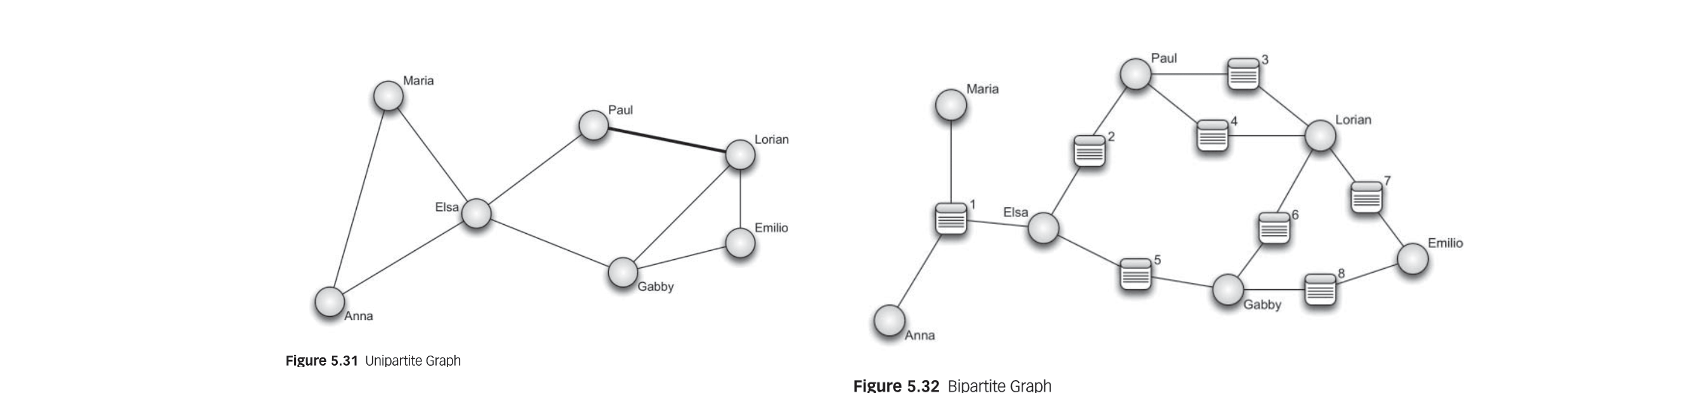 Maria
Paul
Lorian
Elsa
Emilio
Gabby
Anna
Figure 5.31 Unipartite Graph
Paul
3
Maria
4
Lorian
2
7
1
Elsa
6
Emilio
5
8
Gabby
Anna
Figure 5.32 Bipartite Graph